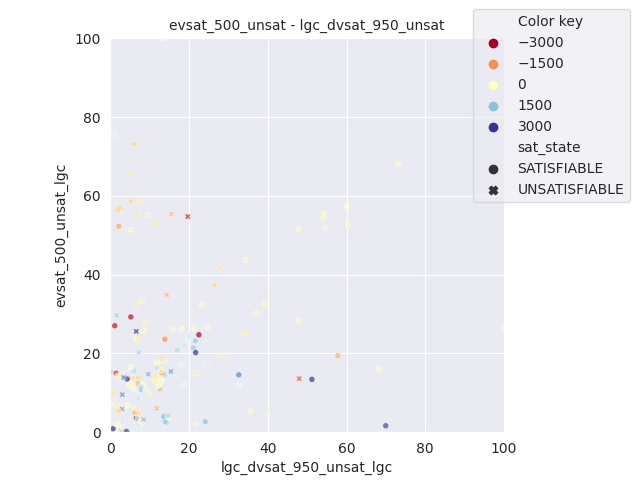 evsat_500_unsat - lgc_dvsat_950_unsat
Color key
−3000
−1500
0
1500
3000
sat_state
SATISFIABLE
UNSATISFIABLE
evsat_500_unsat_lgc
100
80
60
40
20
0
0 20 40 60 80 100
lgc_dvsat_950_unsat_lgc